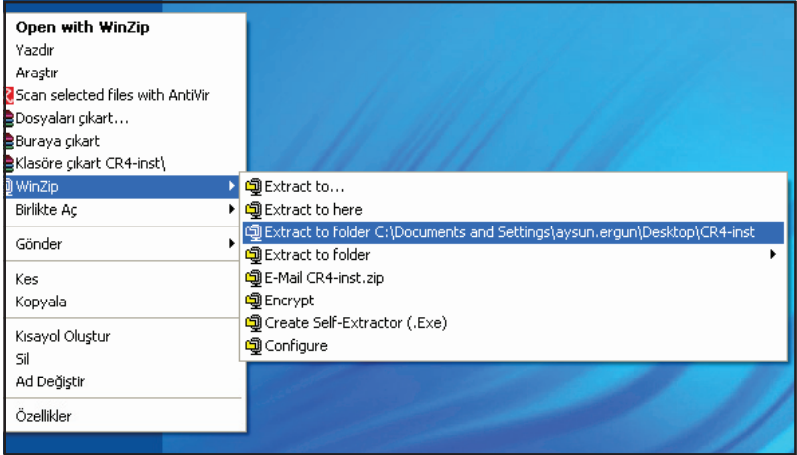 Open with WinZip
Yazdır
Araştır
Scan selected files with AntiVir
Dosyaları çıkart...
Buraya çıkart
Klasöre çıkart CR4-inst\
WinZip
Birlikte Aç
Gönder
Kes
Kopyala
Kısayol Oluştur
Sil
Ad Değiştir
Özellikler
Extract to...
Extract to here
Extract to folder C:\Documents and Settings\aysun.ergun\Desktop\CR4-inst
Extract to folder
E-Mail CR4-inst.zip
Encrypt
Create Self-Extractor (.Exe)
Configure